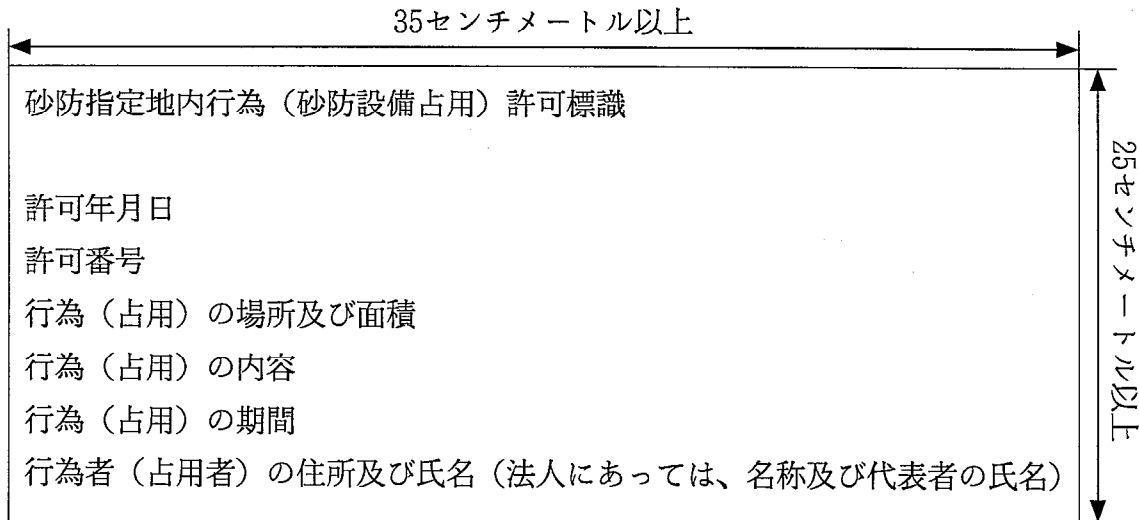 35センチメートル以上
砂防指定地内行為（砂防設備占用）許可標識
許可年月日
許可番号
行為（占用）の場所及び面積
行為（占用）の内容
行為（占用）の期間
行為者（占用者）の住所及び氏名（法人にあっては、名称及び代表者の氏名）
25センチメートル以上